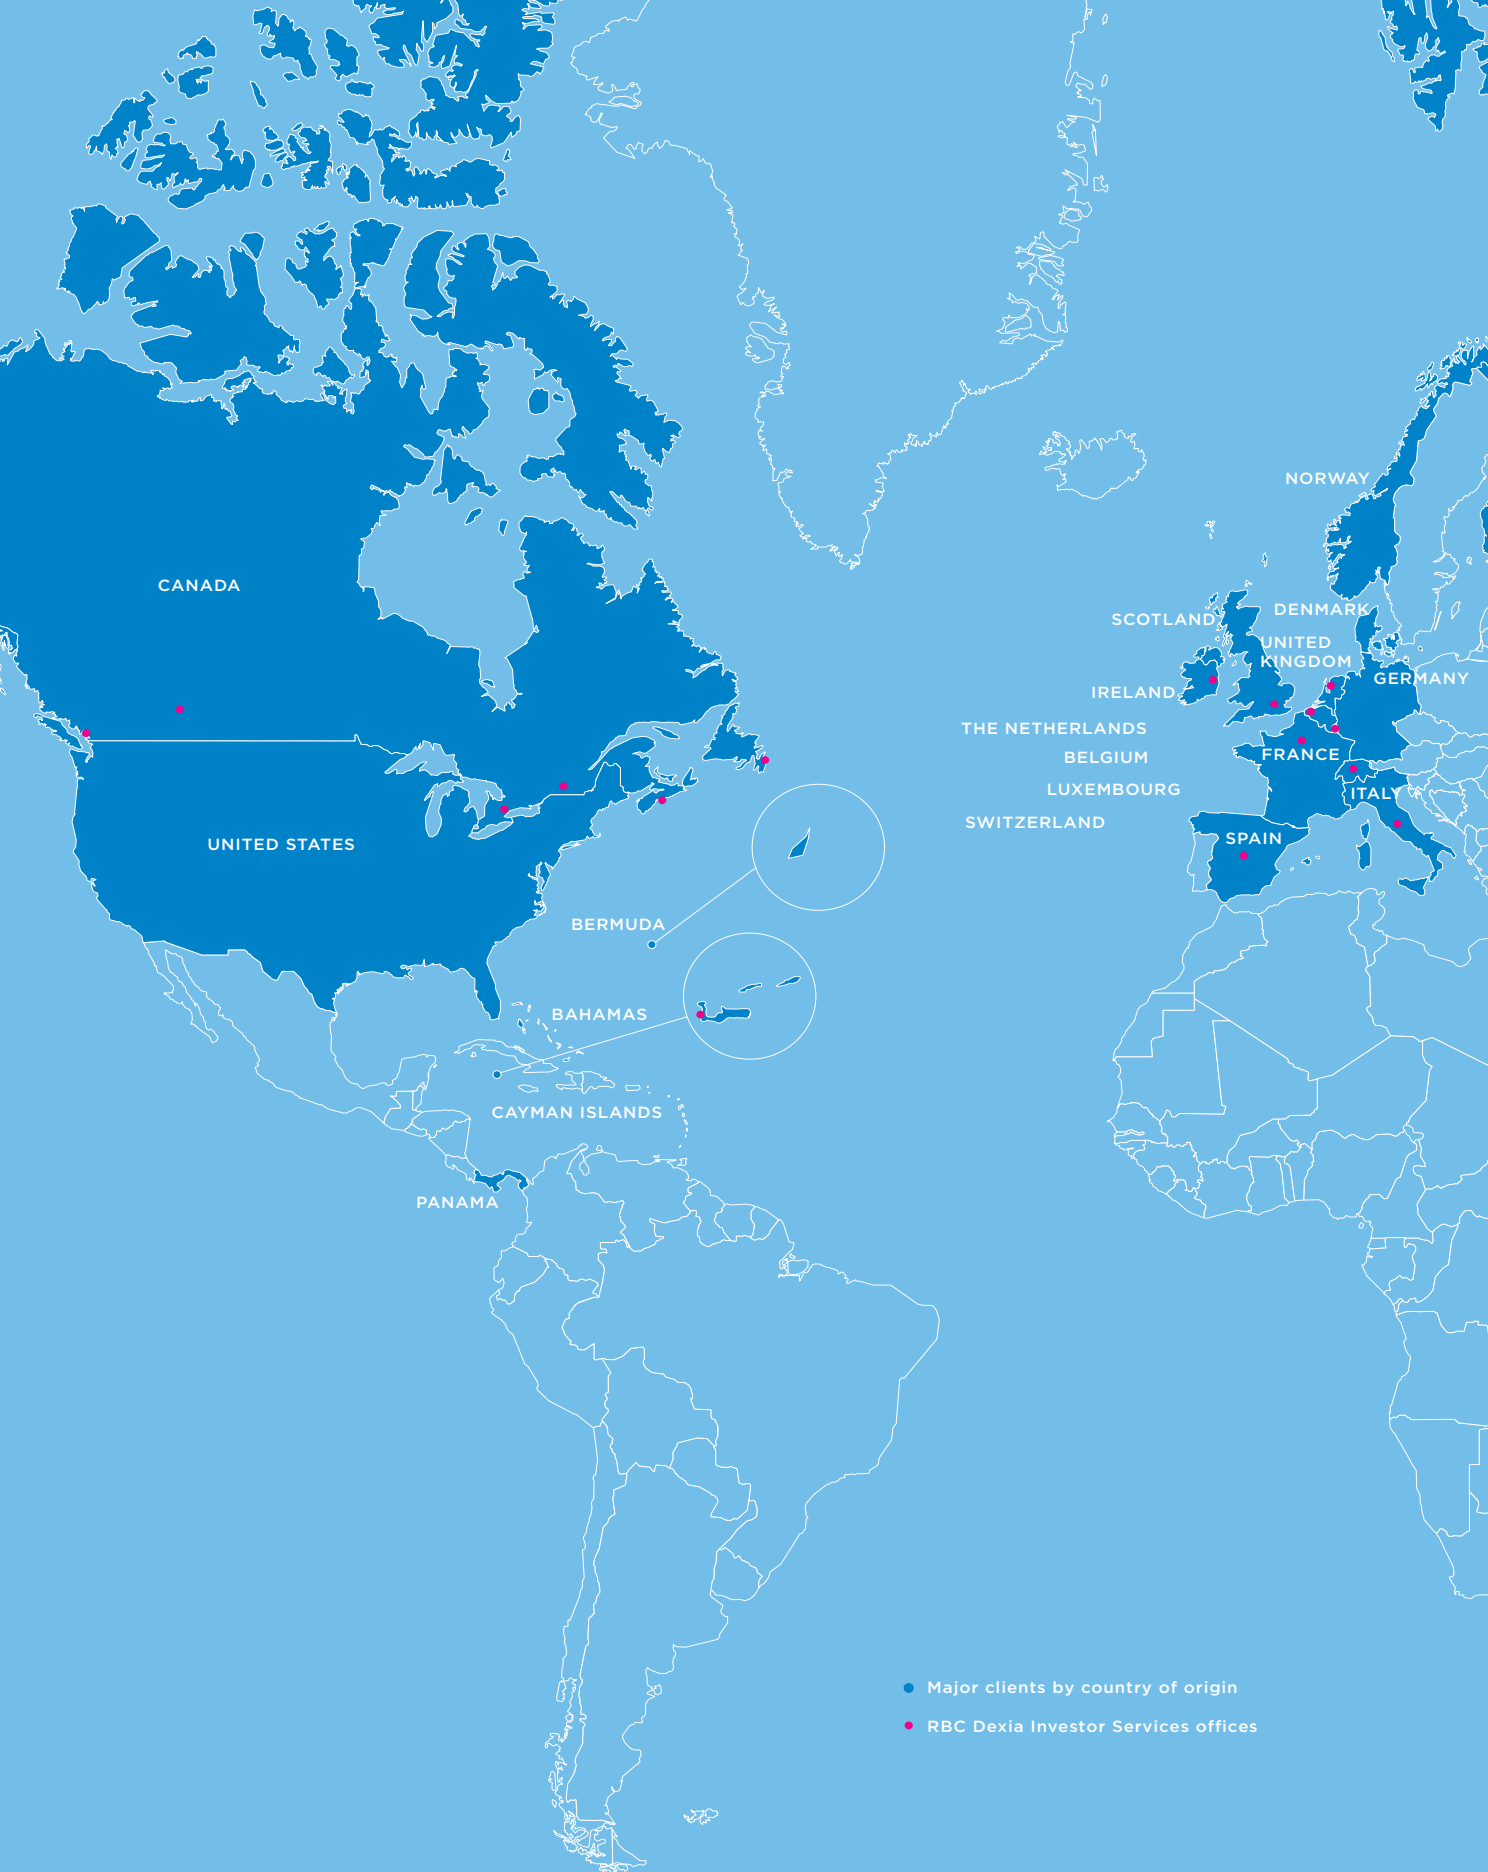 NORWAY
CANADA
DENMARK
SCOTLAND
UNITED
KINGDOM
GERMANY
IRELAND
THE NETHERLANDS
FRANCE
BELGIUM
LUXEMBOURG
ITALY
SWITZERLAND
SPAIN
UNITED STATES
BERMUDA
BAHAMAS
CAYMAN ISLANDS
PANAMA
Major clients by country of origin
RBC Dexia Investor Services offices